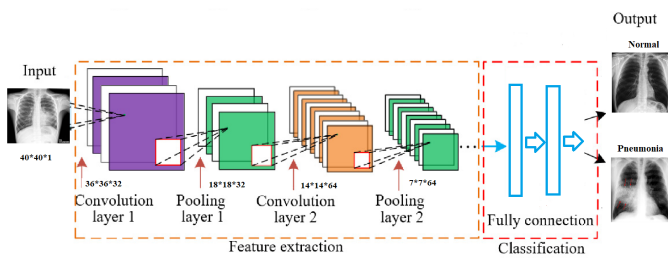 Output
Normal
Input
Pneumonia
40*40*1
36*36*32
18*18*32
14*14*64
7*7*64
Convolution
layer 1
Pooling
layer 1
Convolution
layer 2
Pooling
layer 2
...
Fully connection
Feature extraction
Classification